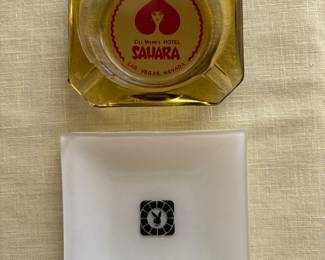 Del Webb's HOTEL
SAHARA
LAS VEGAS, NEVADA